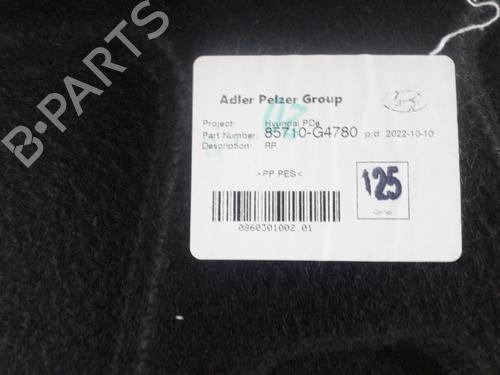 Adler Pelzer Group
Project: Hyundai PDe
Part Number: 85710-G4780 p.d. 2022-10-10
Description: RR
>PP.PES<
125
0860301002.01
B-PARTS